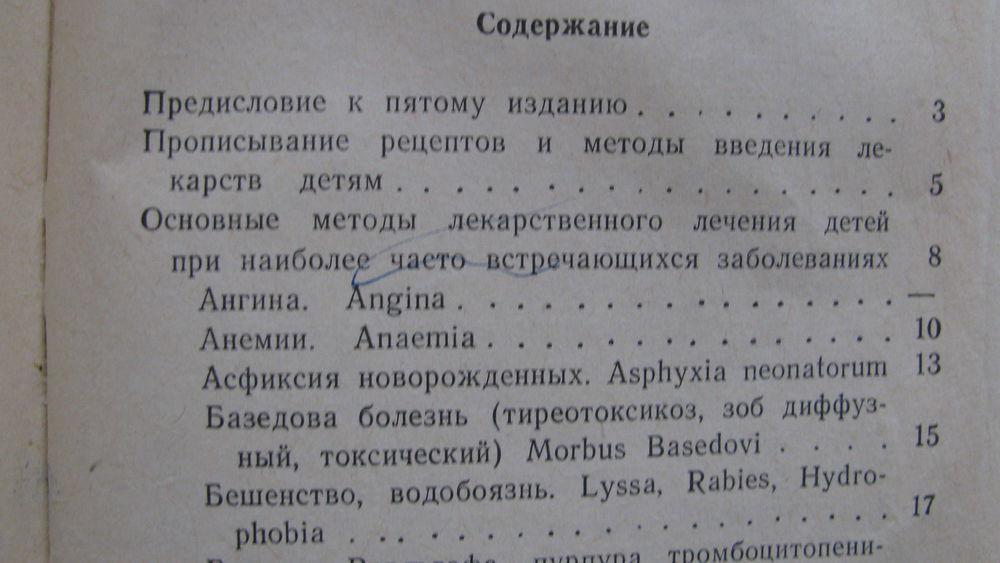 Содержание
Предисловие к пятому изданию . . . . . . . . . . 3
Прописывание рецептов и методы введения ле-
карств детям . . . . . . . . . . . . . . . . . 5
Основные методы лекарственного лечения детей
при наиболее часто встречающихся заболеваниях 8
Ангина. Angina . . . . . . . . . . . . . . . . —
Анемии. Anaemia . . . . . . . . . . . . . . . 10
Асфиксия новорожденных. Asphyxia neonatorum 13
Базедова болезнь (тиреотоксикоз, зоб диффуз-
ный, токсический) Morbus Basedovi . . . . 15
Бешенство, водобоязнь. Lyssa, Rabies, Hydro-
phobia . . . . . . . . . . . . . . . . . . 17
пурпура тромбоцитопени-